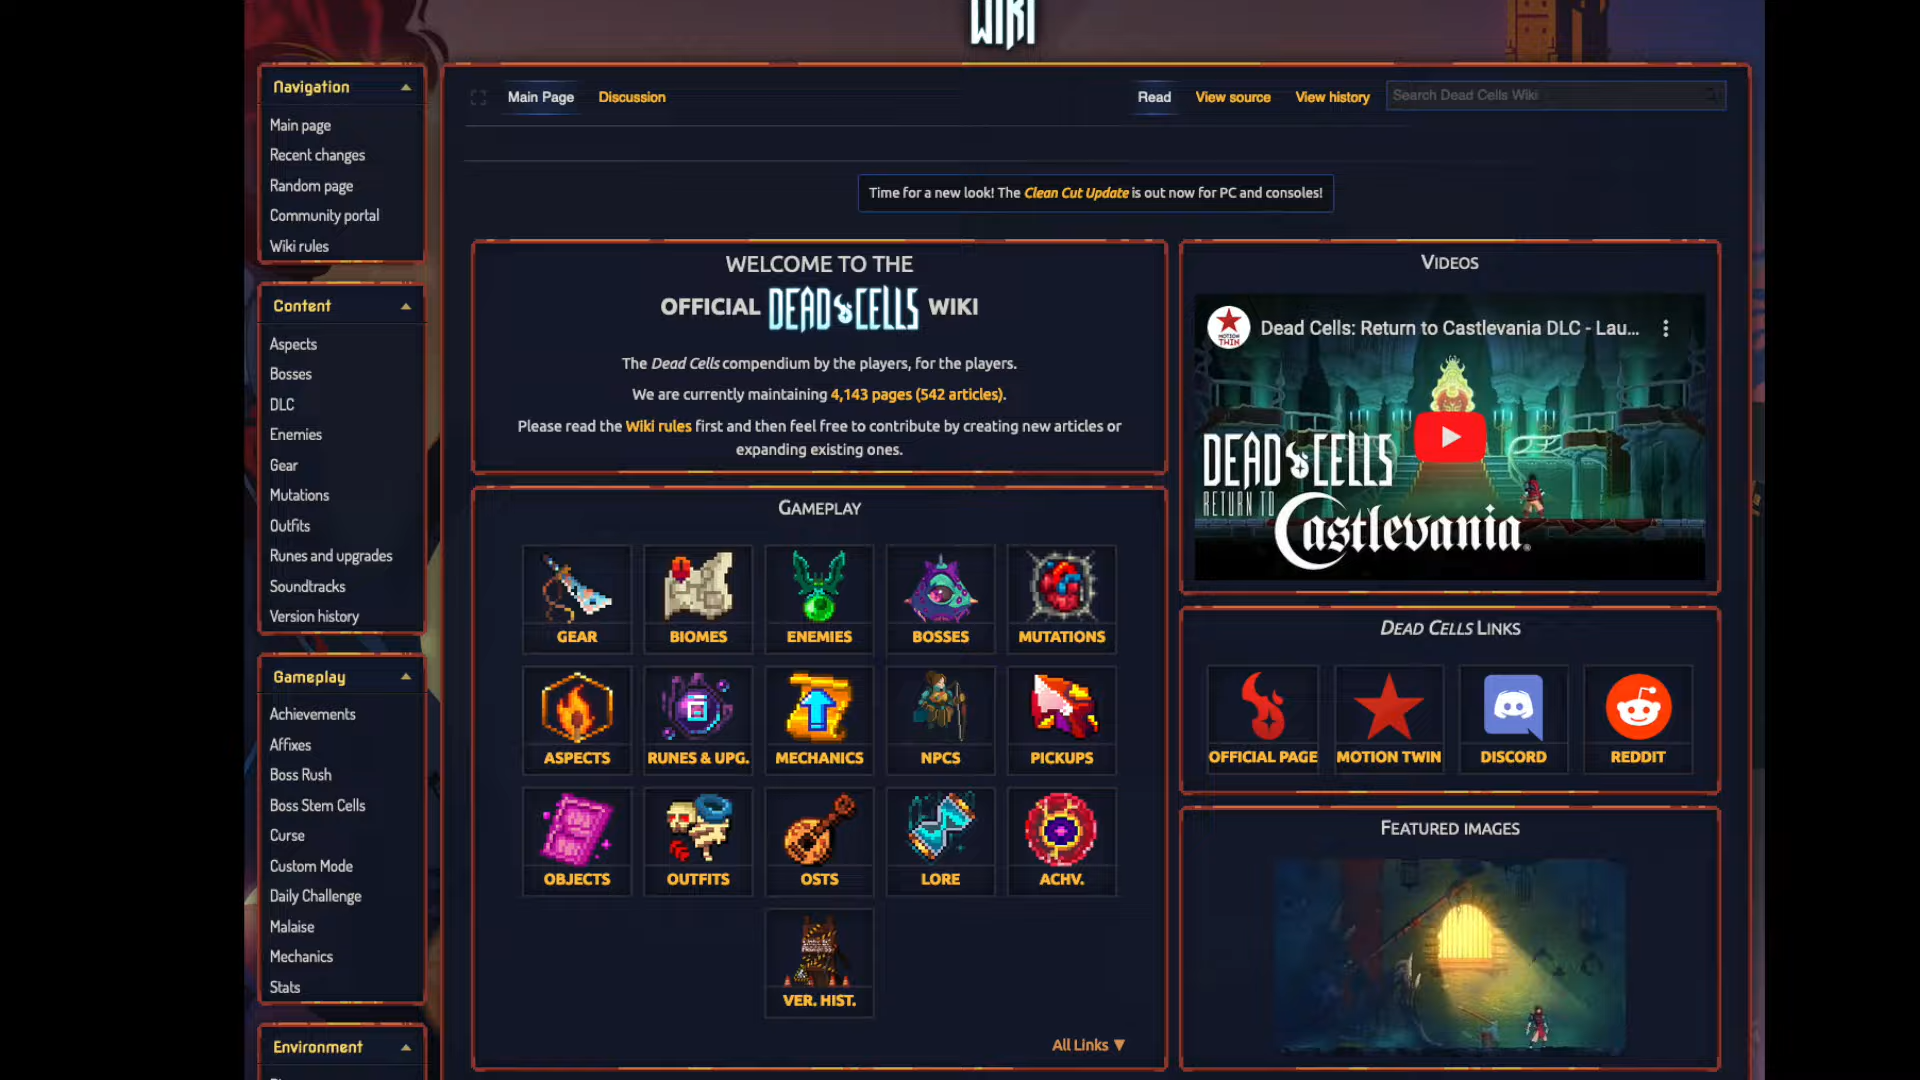 WIKI
Navigation
Main page
Recent changes
Random page
Community portal
Wiki rules
Content
Aspects
Bosses
DLC
Enemies
Gear
Mutations
Outfits
Runes and upgrades
Soundtracks
Version history
Gameplay
Achievements
Affixes
Boss Rush
Boss Stem Cells
Curse
Custom Mode
Daily Challenge
Malaise
Mechanics
Stats
Environment
Main Page Discussion
Read View source View history Search Dead Cells Wiki
Time for a new look! The Clean Cut Update is out now for PC and consoles!
WELCOME TO THE
OFFICIAL DEAD CELLS WIKI
The Dead Cells compendium by the players, for the players.
We are currently maintaining 4,143 pages (542 articles).
Please read the Wiki rules first and then feel free to contribute by creating new articles or
expanding existing ones.
GAMEPLAY
GEAR BIOMES ENEMIES BOSSES MUTATIONS
ASPECTS RUNES & UPG. MECHANICS NPCS PICKUPS
OBJECTS OUTFITS OSTS LORE ACHV.
VER. HIST.
All Links ▼
VIDEOS
MOTION
TWIN
Dead Cells: Return to Castlevania DLC - Lau...
DEAD CELLS
RETURN TO
Castlevania
DEAD CELLS LINKS
OFFICIAL PAGE MOTION TWIN DISCORD REDDIT
FEATURED IMAGES